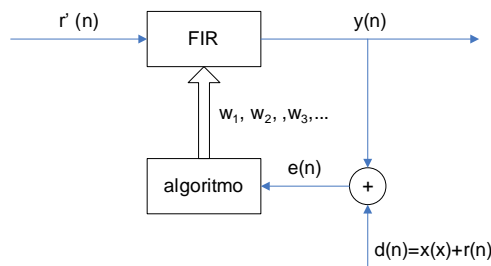 r' (n)
FIR
y(n)
w1, w2, ,w3,...
algoritmo
e(n)
+
d(n)=x(x)+r(n)